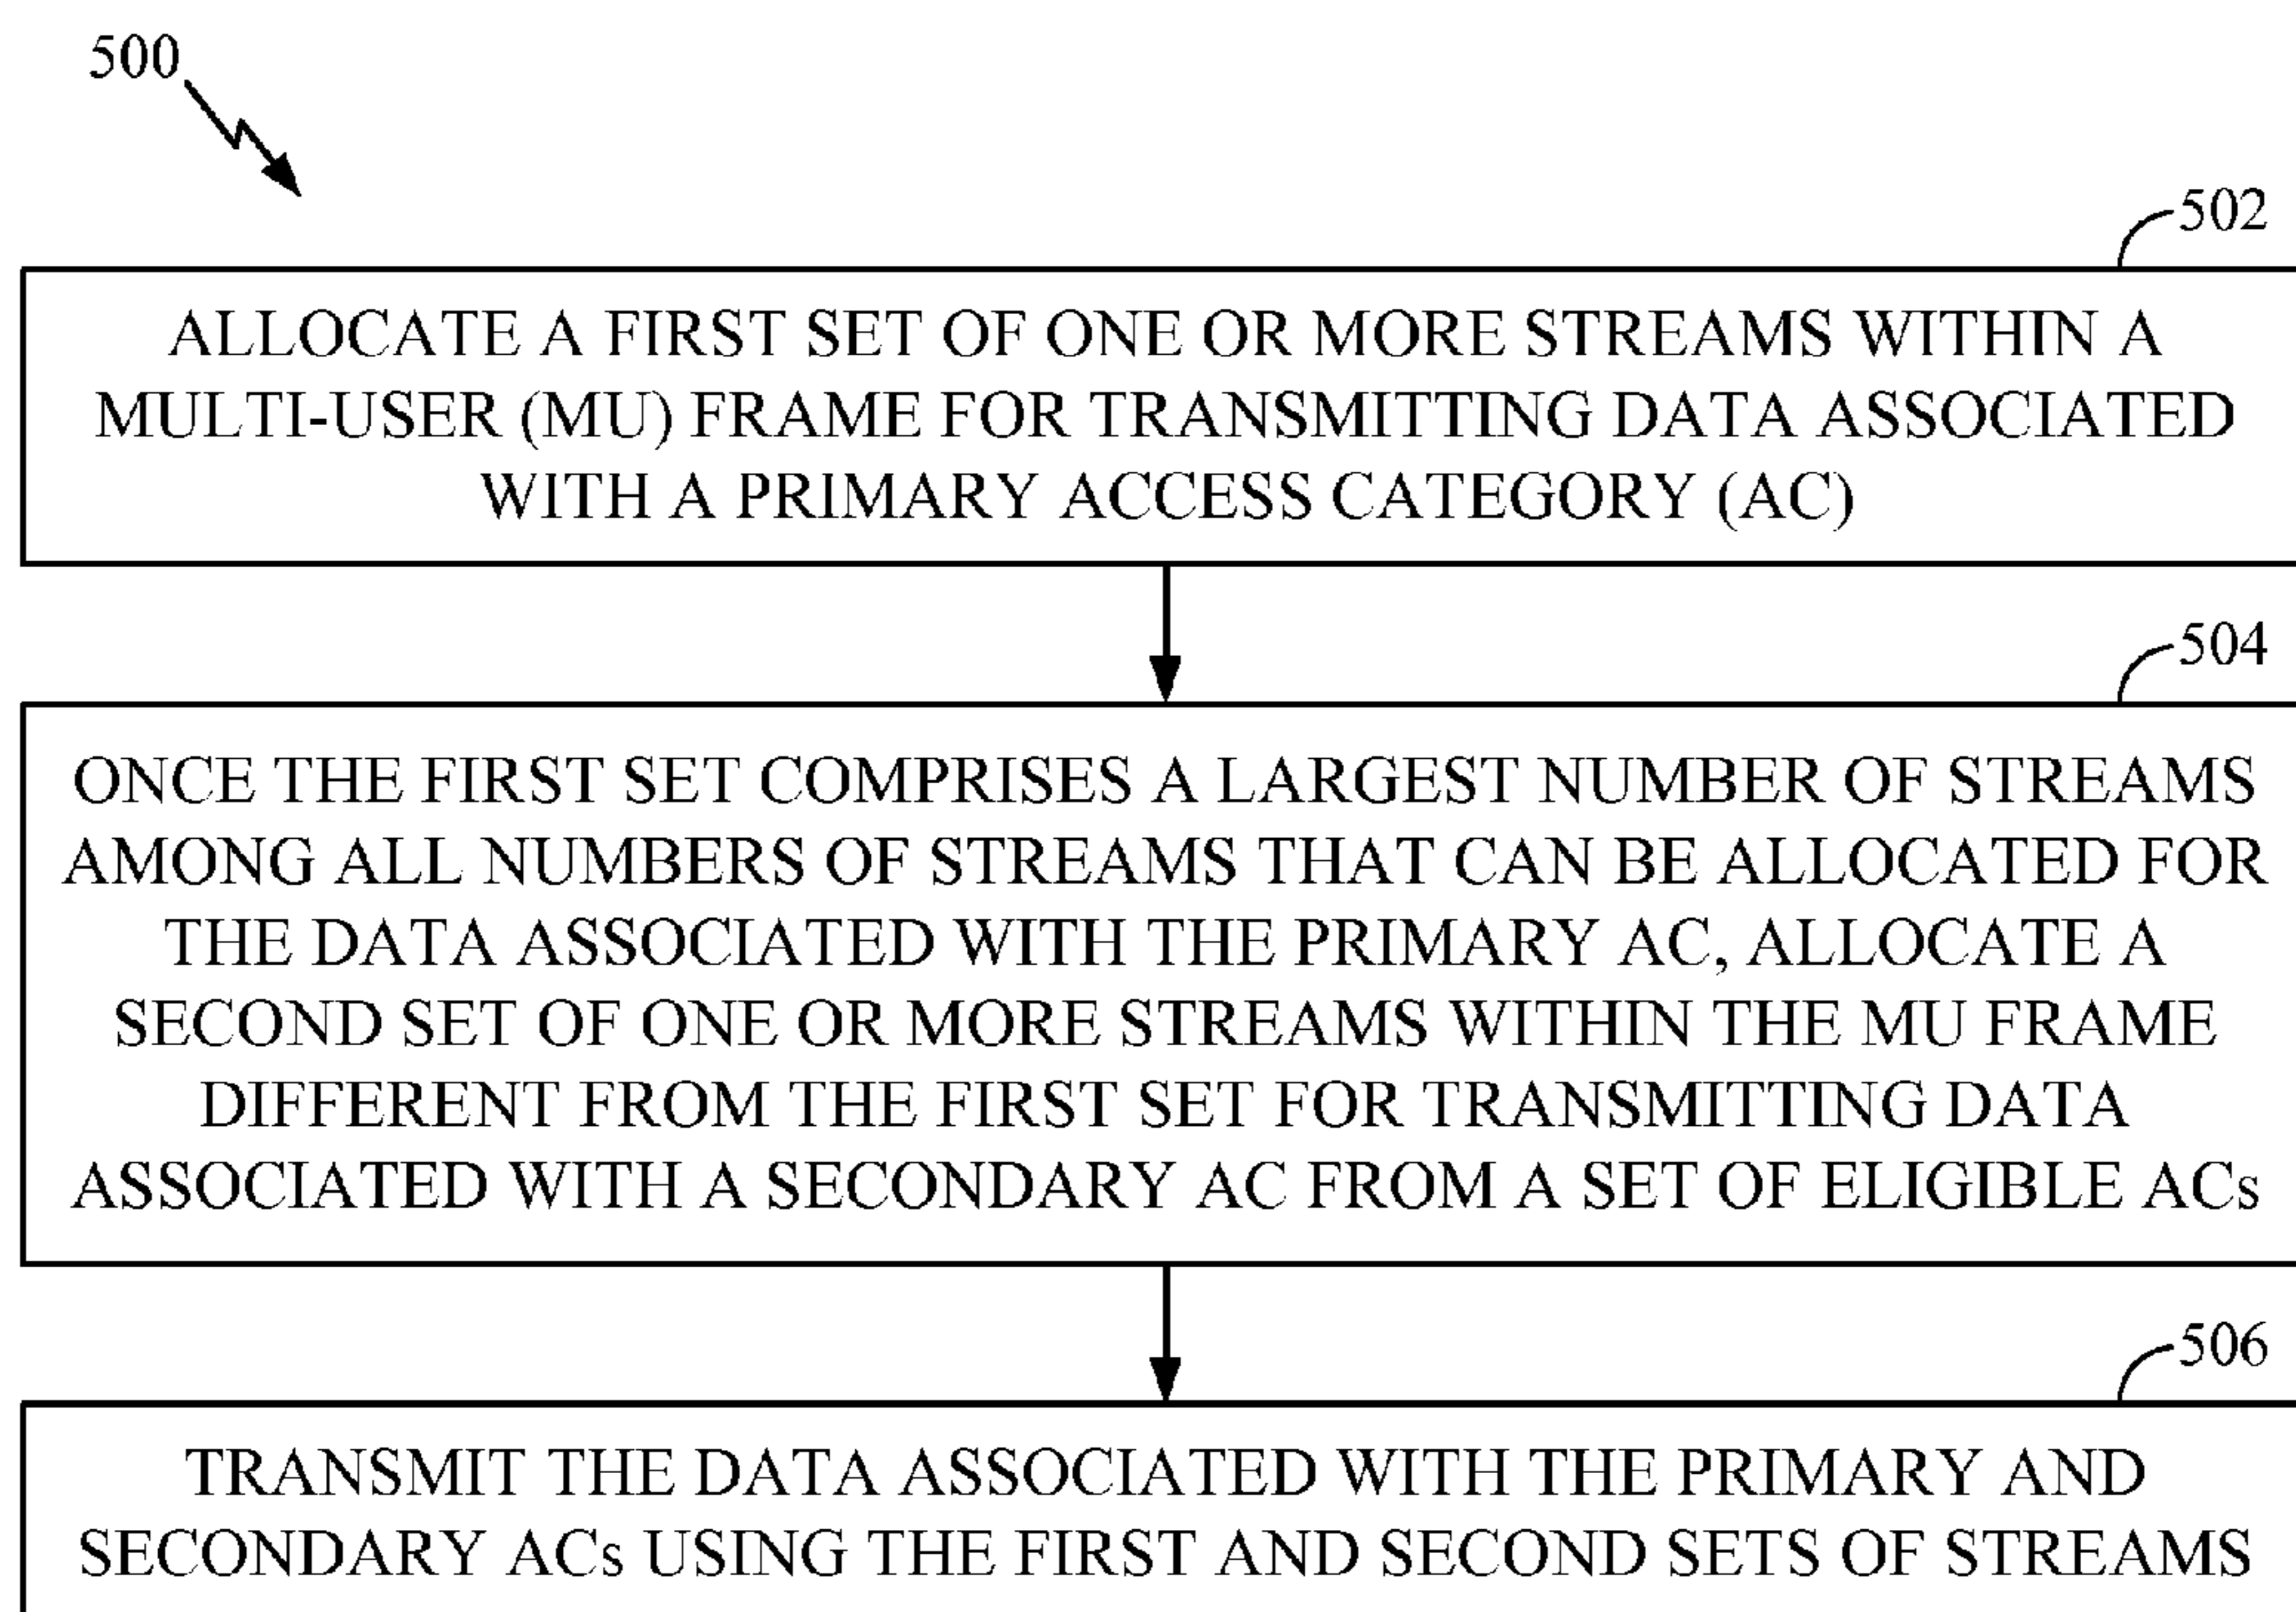 500
502
ALLOCATE A FIRST SET OF ONE OR MORE STREAMS WITHIN A
MULTI-USER (MU) FRAME FOR TRANSMITTING DATA ASSOCIATED
WITH A PRIMARY ACCESS CATEGORY (AC)
504
ONCE THE FIRST SET COMPRISES A LARGEST NUMBER OF STREAMS
AMONG ALL NUMBERS OF STREAMS THAT CAN BE ALLOCATED FOR
THE DATA ASSOCIATED WITH THE PRIMARY AC, ALLOCATE A
SECOND SET OF ONE OR MORE STREAMS WITHIN THE MU FRAME
DIFFERENT FROM THE FIRST SET FOR TRANSMITTING DATA
ASSOCIATED WITH A SECONDARY AC FROM A SET OF ELIGIBLE ACs
506
TRANSMIT THE DATA ASSOCIATED WITH THE PRIMARY AND
SECONDARY ACs USING THE FIRST AND SECOND SETS OF STREAMS